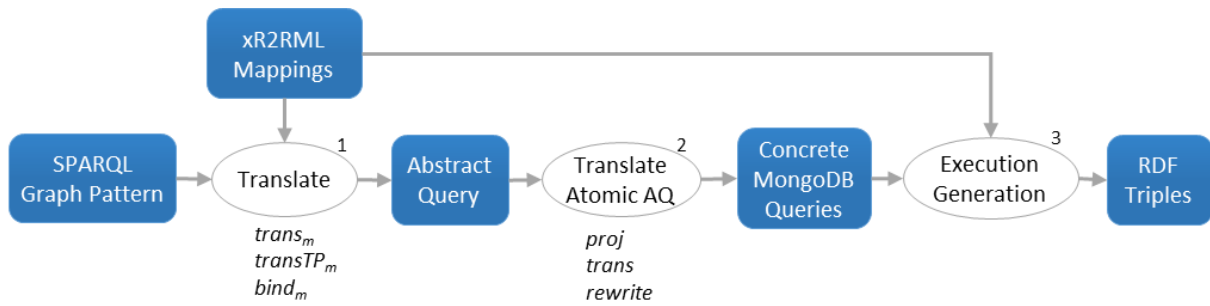 xR2RML
Mappings
SPARQL
Graph Pattern
1
Translate
trans_m
transTP_m
bind_m
Abstract
Query
2
Translate
Atomic AQ
proj
trans
rewrite
Concrete
MongoDB
Queries
3
Execution
Generation
RDF
Triples